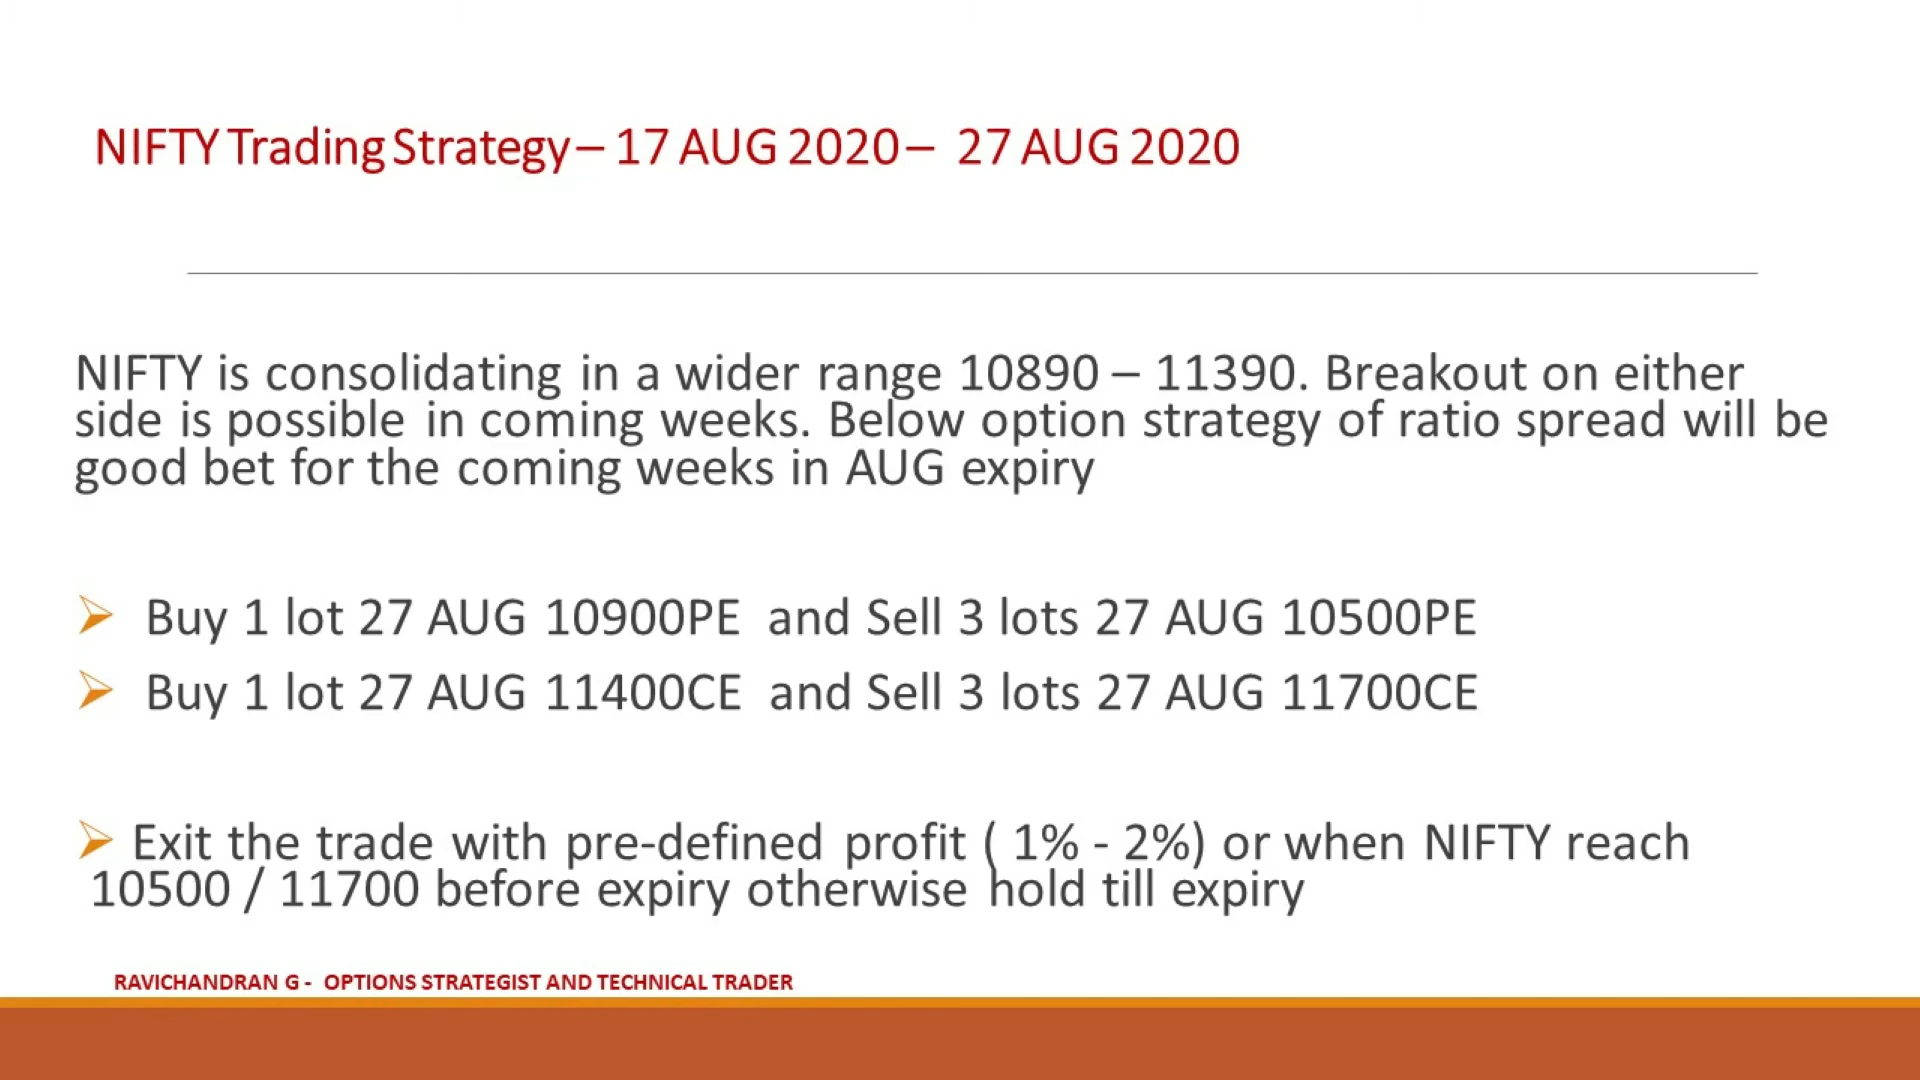 NIFTY Trading Strategy – 17 AUG 2020 – 27 AUG 2020
NIFTY is consolidating in a wider range 10890 – 11390. Breakout on either
side is possible in coming weeks. Below option strategy of ratio spread will be
good bet for the coming weeks in AUG expiry
➢ Buy 1 lot 27 AUG 10900PE and Sell 3 lots 27 AUG 10500PE
➢ Buy 1 lot 27 AUG 11400CE and Sell 3 lots 27 AUG 11700CE
➢ Exit the trade with pre-defined profit ( 1% - 2%) or when NIFTY reach
10500 / 11700 before expiry otherwise hold till expiry
RAVICHANDRAN G - OPTIONS STRATEGIST AND TECHNICAL TRADER